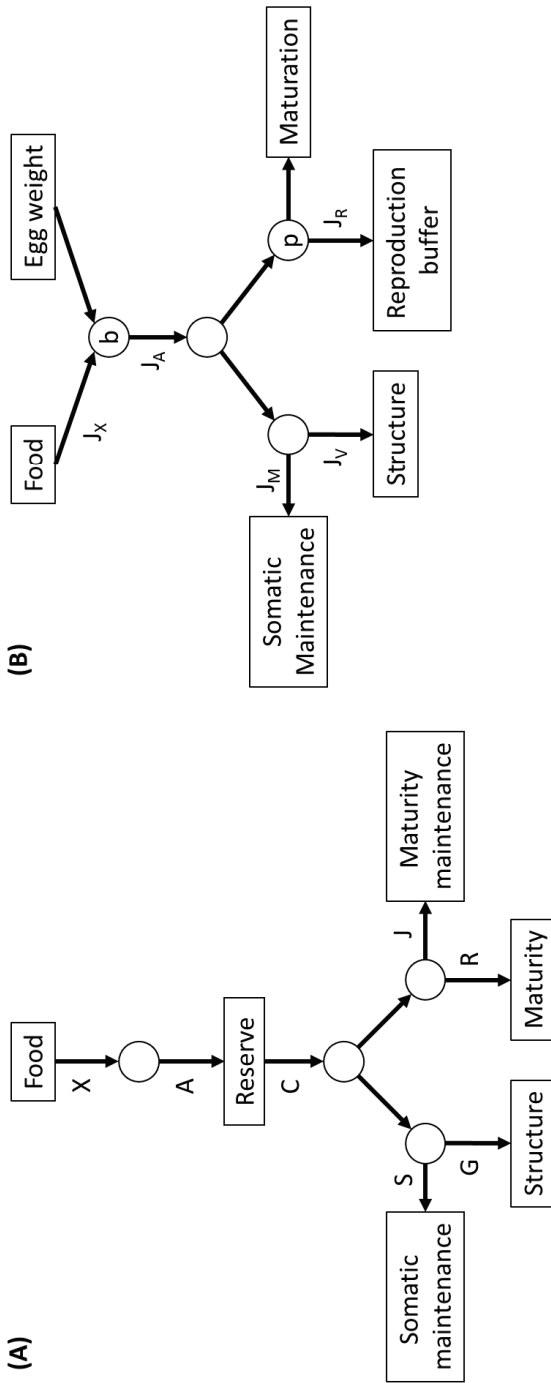 (A)
Food
X
A
Reserve
C
S
J
Somatic
maintenance
Maturity
maintenance
G
R
Structure
Maturity
(B)
Food
Egg weight
J_X
b
J_A
J_M
p
Somatic
Maintenance
Maturation
J_V
J_R
Structure
Reproduction
buffer